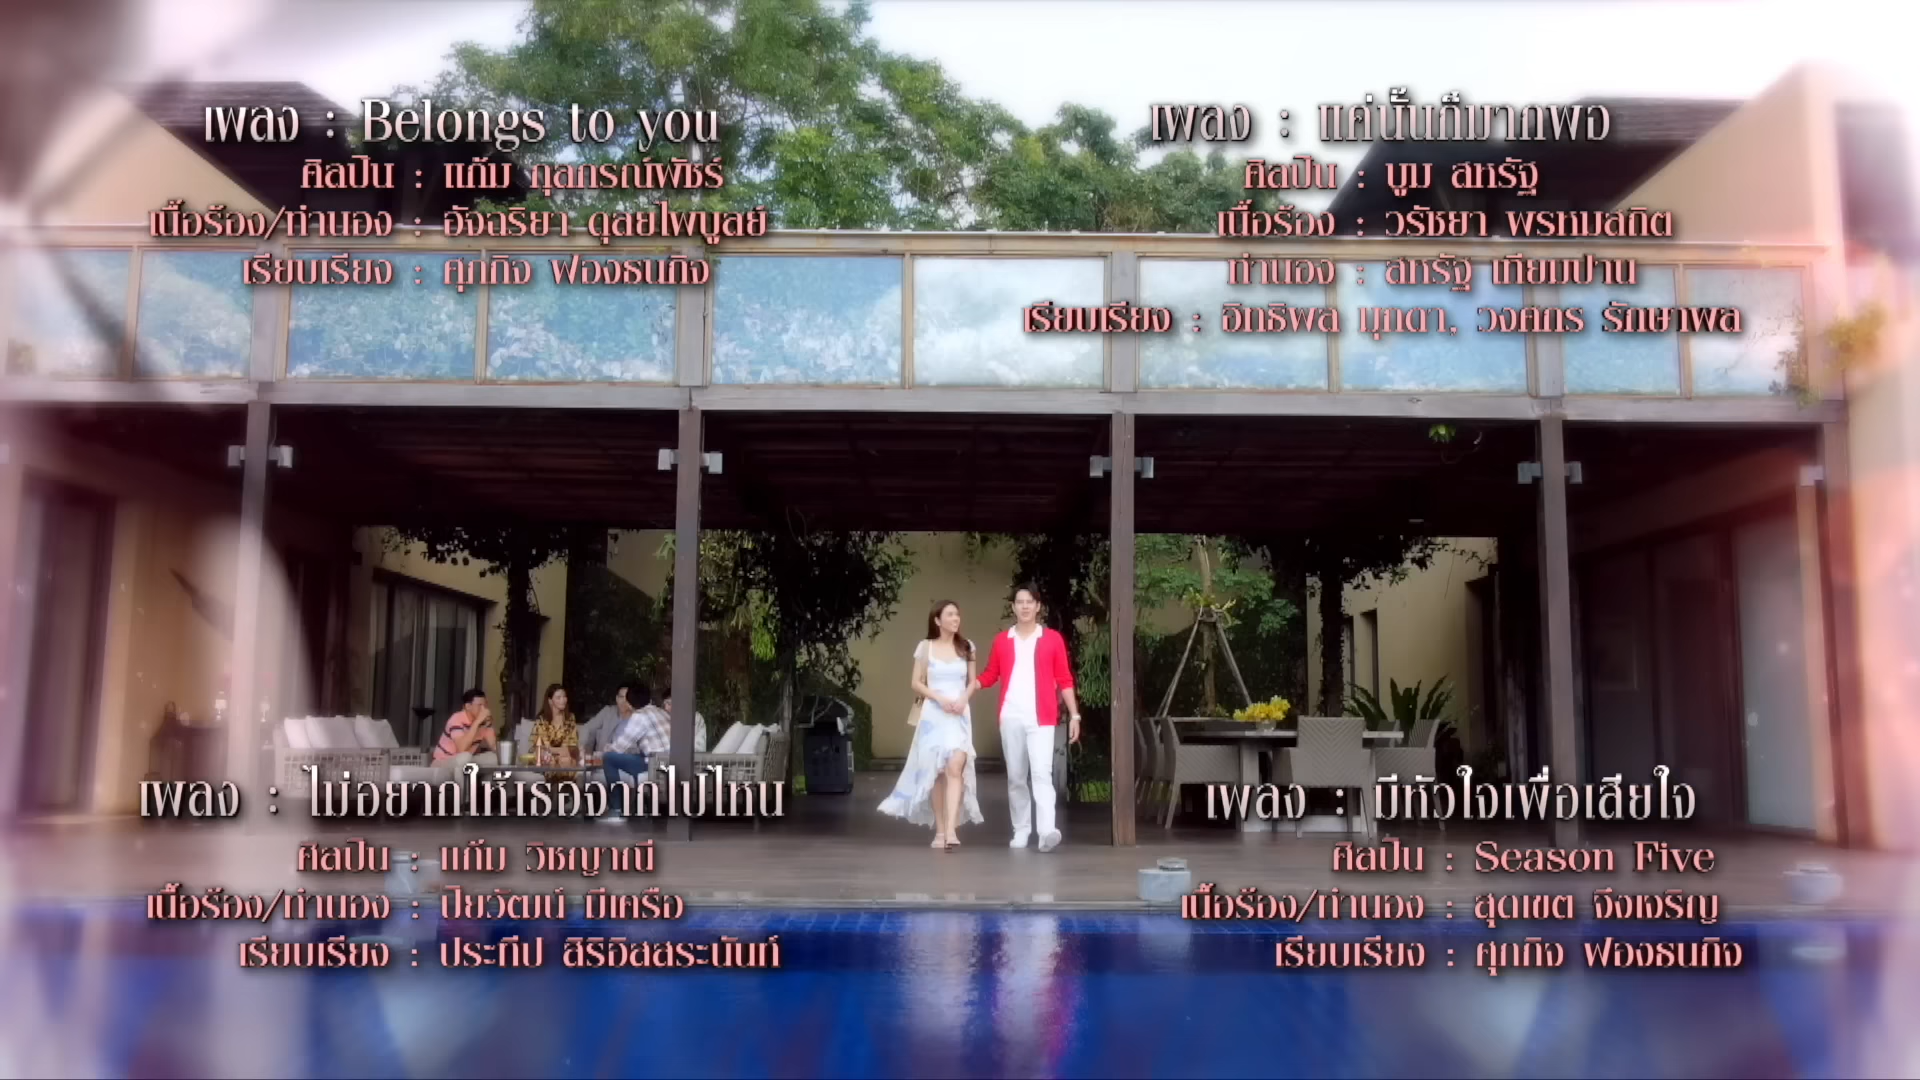 เพลง : Belongs to you
ศิลปิน : แก้ม กุลกรณ์พัชร์
เนื้อร้อง/ทำนอง : อัจฉริยา ดุลยไพบูลย์
เรียบเรียง : ศุภกิจ ฟองธนกิจ
เพลง : แค่นั้นก็มากพอ
ศิลปิน : บูม สหรัฐ
เนื้อร้อง : วรัชยา พรหมสถิต
ทำนอง : สหรัฐ เทียมปาน
เรียบเรียง : อิทธิพล มุกดา, วงศกร รักษาพล
เพลง : ไม่อยากให้เธอจากไปไหน
ศิลปิน : แก้ม วิชญาณี
เนื้อร้อง/ทำนอง : ปิยวัฒน์ มีเครือ
เรียบเรียง : ประทีป สิริอิสสระนันท์
เพลง : มีหัวใจเพื่อเสียใจ
ศิลปิน : Season Five
เนื้อร้อง/ทำนอง : สุดเขต จึงเจริญ
เรียบเรียง : ศุภกิจ ฟองธนกิจ